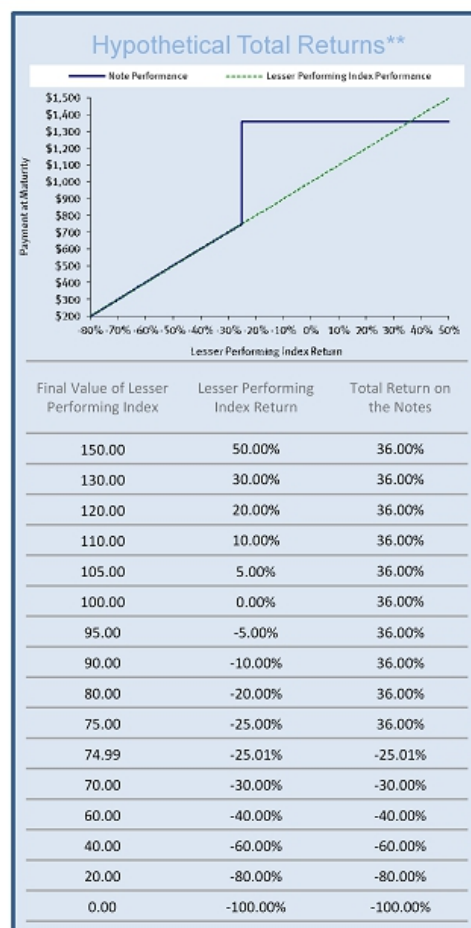 Hypothetical Total Returns**
Note Performance Lesser Performing Index Performance
$1,500
$1,400
$1,300
$1,200
$1,100
$1,000
$900
$800
$700
$600
$500
$400
$300
$200
Payment at Maturity
-80% -70% -60% -50% -40% -30% -20% -10% 0% 10% 20% 30% 40% 50%
Lesser Performing Index Return
Final Value of Lesser Performing Index Lesser Performing Index Return Total Return on the Notes
150.00 50.00% 36.00%
130.00 30.00% 36.00%
120.00 20.00% 36.00%
110.00 10.00% 36.00%
105.00 5.00% 36.00%
100.00 0.00% 36.00%
95.00 -5.00% 36.00%
90.00 -10.00% 36.00%
80.00 -20.00% 36.00%
75.00 -25.00% 36.00%
74.99 -25.01% -25.01%
70.00 -30.00% -30.00%
60.00 -40.00% -40.00%
40.00 -60.00% -60.00%
20.00 -80.00% -80.00%
0.00 -100.00% -100.00%